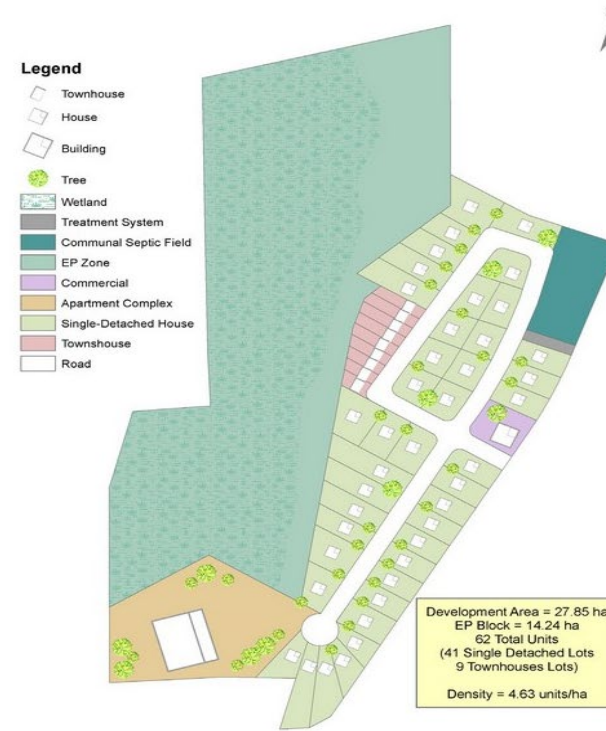 Legend
Townhouse
House
Building
Tree
Wetland
Treatment System
Communal Septic Field
EP Zone
Commercial
Apartment Complex
Single-Detached House
Townshouse
Road
Development Area = 27.85 ha
EP Block = 14.24 ha
62 Total Units
(41 Single Detached Lots
9 Townhouses Lots)
Density = 4.63 units/ha